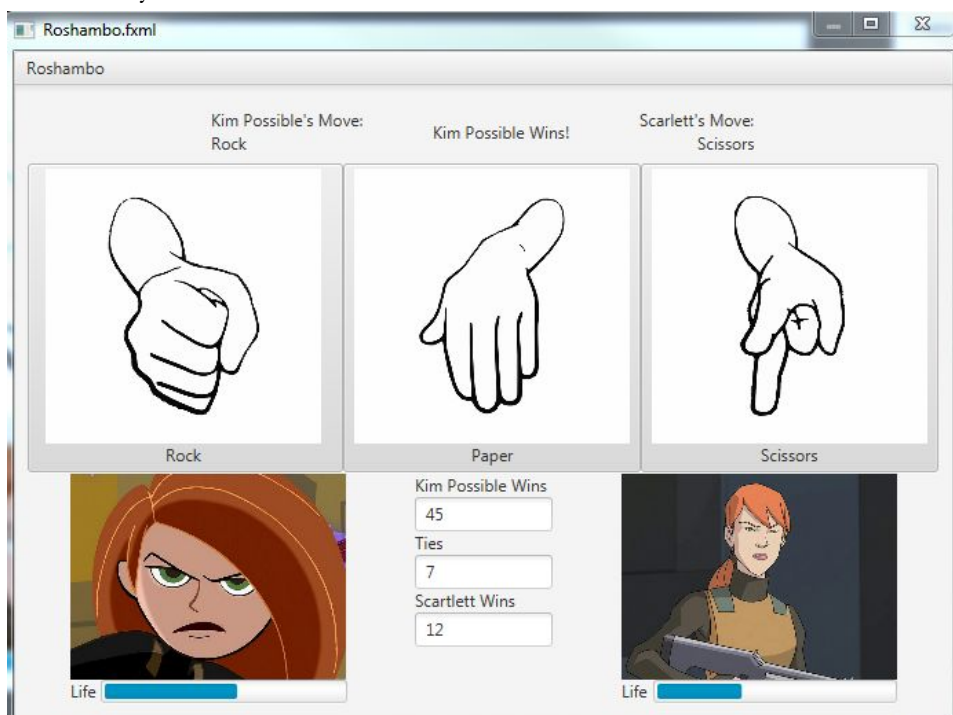 Roshambo.fxml
Roshambo
Kim Possible's Move:
Rock
Kim Possible Wins!
Scarlett's Move:
Scissors
Rock
Paper
Scissors
Kim Possible Wins
45
Ties
7
Scartlett Wins
12
Life
Life